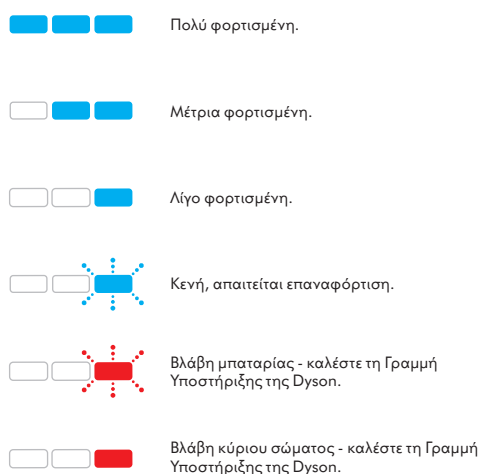 Πολύ φορτισμένη.
Μέτρια φορτισμένη.
Λίγο φορτισμένη.
Κενή, απαιτείται επαναφόρτιση.
Βλάβη μπαταρίας - καλέστε τη Γραμμή
Υποστήριξης της Dyson.
Βλάβη κύριου σώματος - καλέστε τη Γραμμή
Υποστήριξης της Dyson.